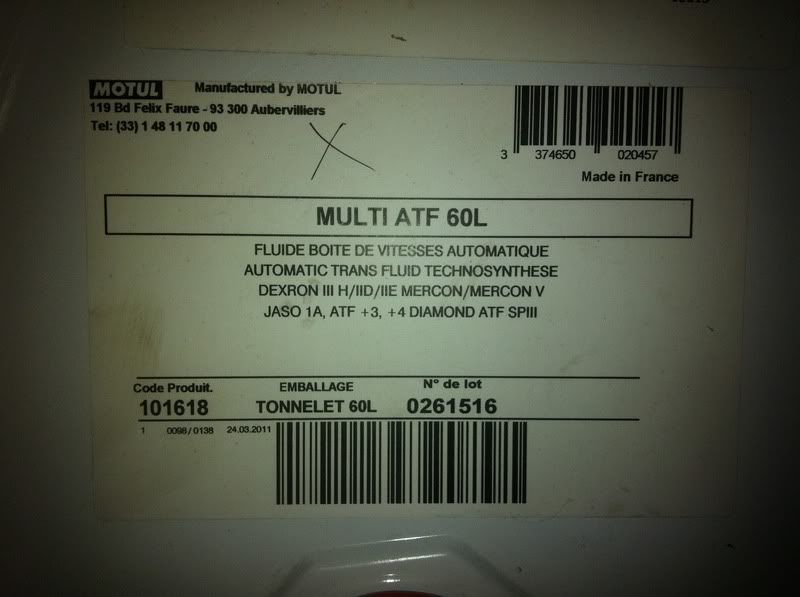 MOTUL Manufactured by MOTUL
119 Bd Felix Faure - 93 300 Aubervilliers
Tel: (33) 1 48 11 70 00
3 374650 020457
Made in France
MULTI ATF 60L
FLUIDE BOITE DE VITESSES AUTOMATIQUE
AUTOMATIC TRANS FLUID TECHNOSYNTHESE
DEXRON III H/IID/IIE MERCON/MERCON V
JASO 1A, ATF +3, +4 DIAMOND ATF SPIII
Code Produit. EMBALLAGE N° de lot
101618 TONNELET 60L 0261516
1 0098/0138 24.03.2011